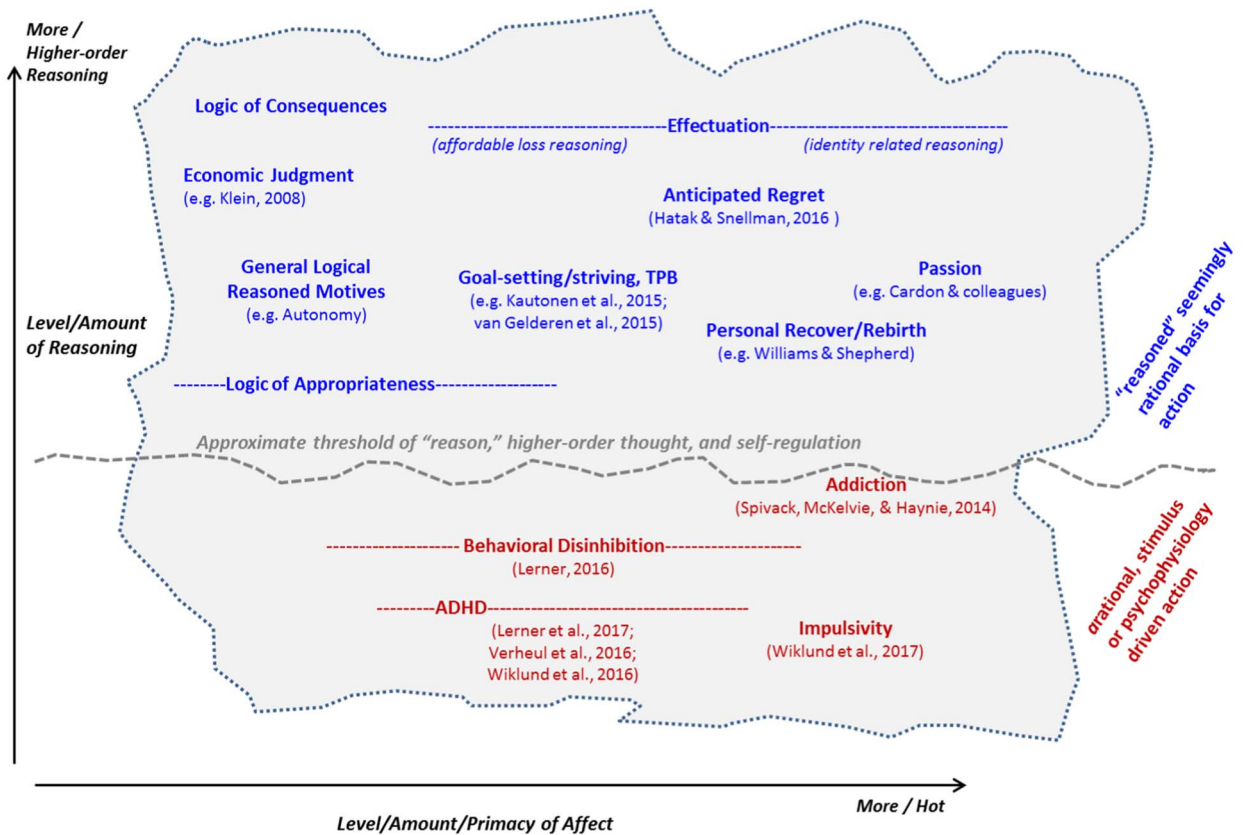 More /
Higher-order
Reasoning
Logic of Consequences
Effectuation
(affordable loss reasoning)
(identity related reasoning)
Economic Judgment
(e.g. Klein, 2008)
Anticipated Regret
(Hatak & Snellman, 2016 )
General Logical
Reasoned Motives
(e.g. Autonomy)
Goal-setting/striving, TPB
(e.g. Kautonen et al., 2015;
van Gelderen et al., 2015)
Passion
(e.g. Cardon & colleagues)
Personal Recover/Rebirth
(e.g. Williams & Shepherd)
Level/Amount
of Reasoning
Logic of Appropriateness
"reasoned" seemingly
rational basis for
action
Approximate threshold of "reason," higher-order thought, and self-regulation
Addiction
(Spivack, McKelvie, & Haynie, 2014)
Behavioral Disinhibition
(Lerner, 2016)
ADHD
(Lerner et al., 2017;
Verheul et al., 2016;
Wiklund et al., 2016)
Impulsivity
(Wiklund et al., 2017)
arational, stimulus
or psychophysiology
driven action
More / Hot
Level/Amount/Primacy of Affect